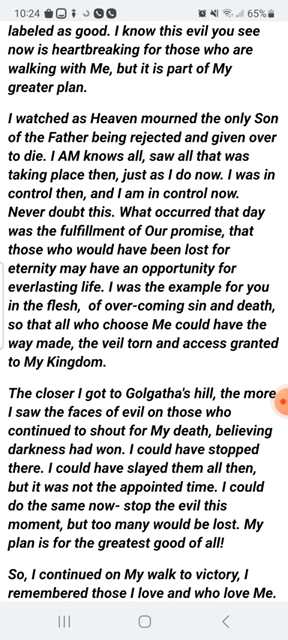 10:24
65%
labeled as good. I know this evil you see
now is heartbreaking for those who are
walking with Me, but it is part of My
greater plan.
I watched as Heaven mourned the only Son
of the Father being rejected and given over
to die. I AM knows all, saw all that was
taking place then, just as I do now. I was in
control then, and I am in control now.
Never doubt this. What occurred that day
was the fulfillment of Our promise, that
those who would have been lost for
eternity may have an opportunity for
everlasting life. I was the example for you
in the flesh,  of over-coming sin and death,
so that all who choose Me could have the
way made, the veil torn and access granted
to My Kingdom.
The closer I got to Golgatha's hill, the more
I saw the faces of evil on those who
continued to shout for My death, believing
darkness had won. I could have stopped
there. I could have slayed them all then,
but it was not the appointed time. I could
do the same now- stop the evil this
moment, but too many would be lost. My
plan is for the greatest good of all!
So, I continued on My walk to victory, I
remembered those I love and who love Me.